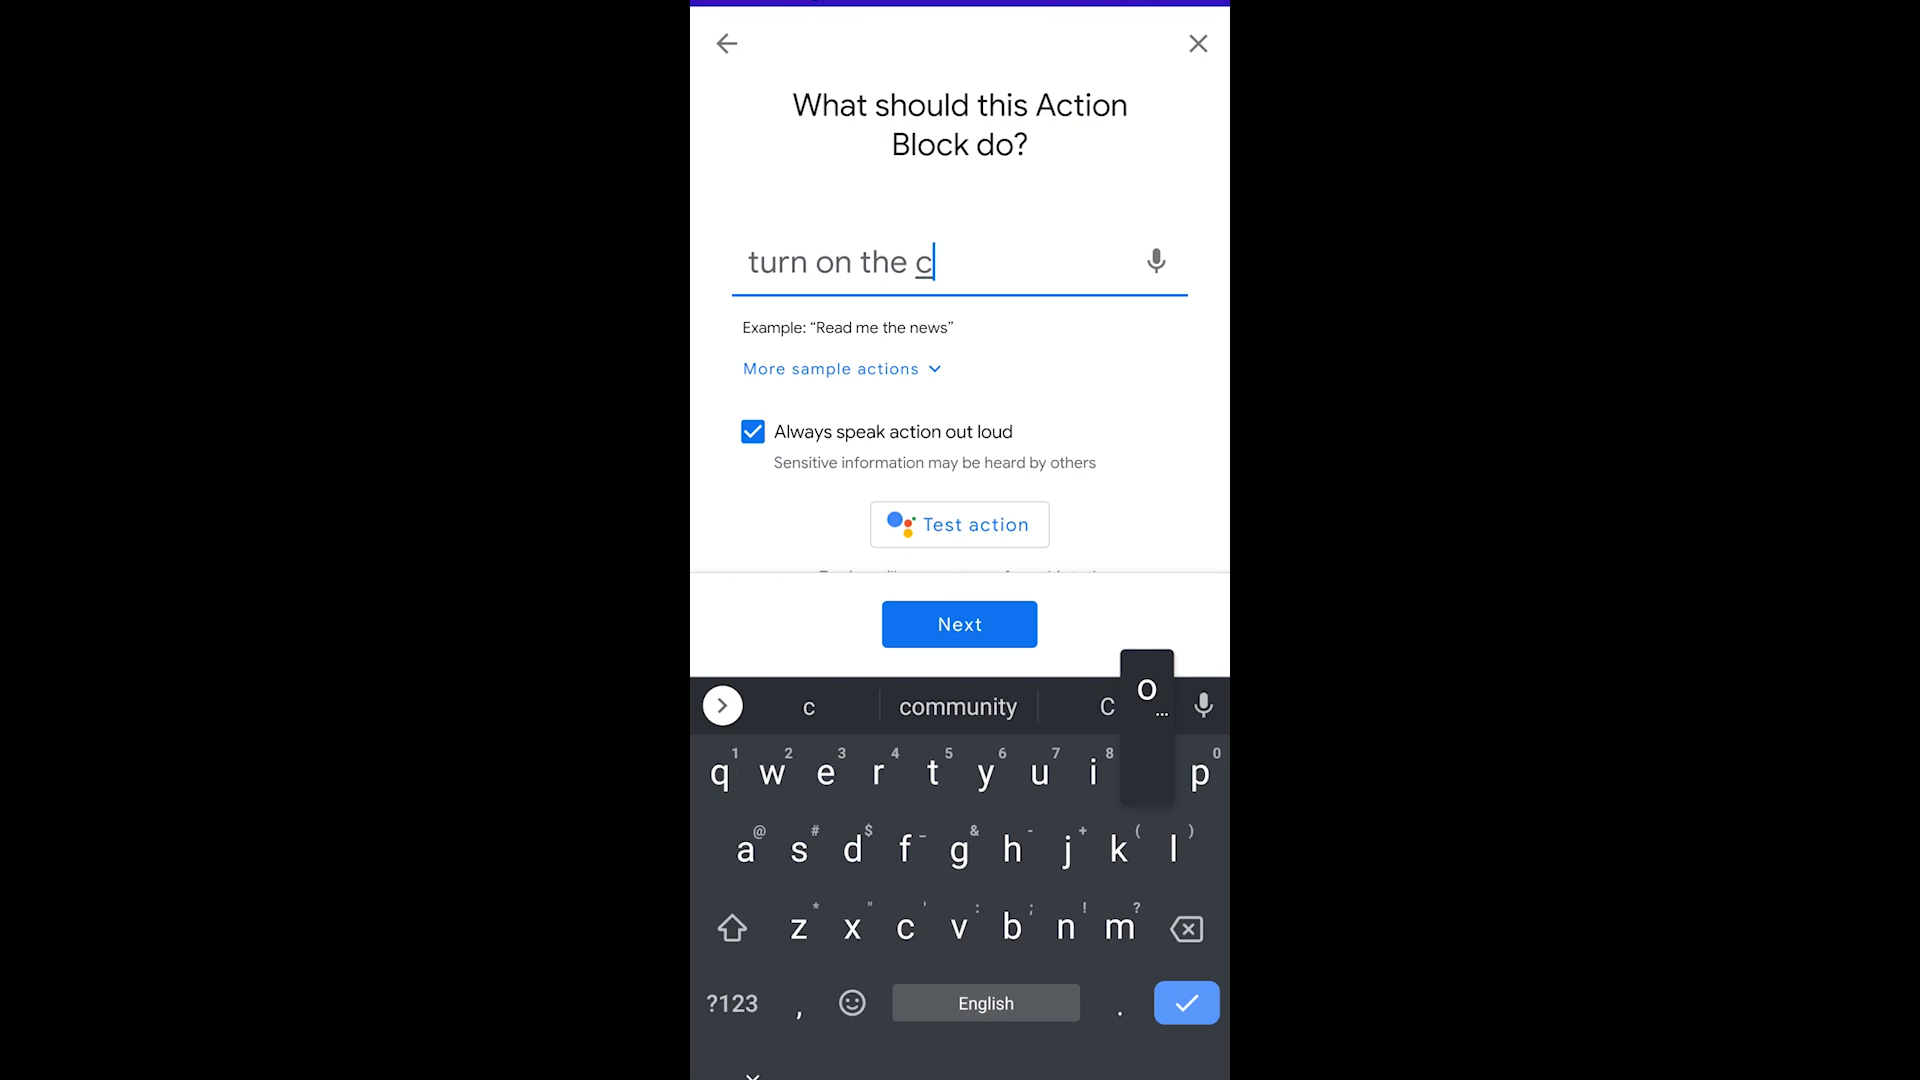 What should this Action
Block do?
turn on the c
Example: “Read me the news”
More sample actions
Always speak action out loud
Sensitive information may be heard by others
Test action
Next
c community C o...
1 2 3 4 5 6 7 8 0
q w e r t y u i p
@ # $ _ & - + ( )
a s d f g h j k l
* " ' : ; ! ?
z x c v b n m
?123 , English .